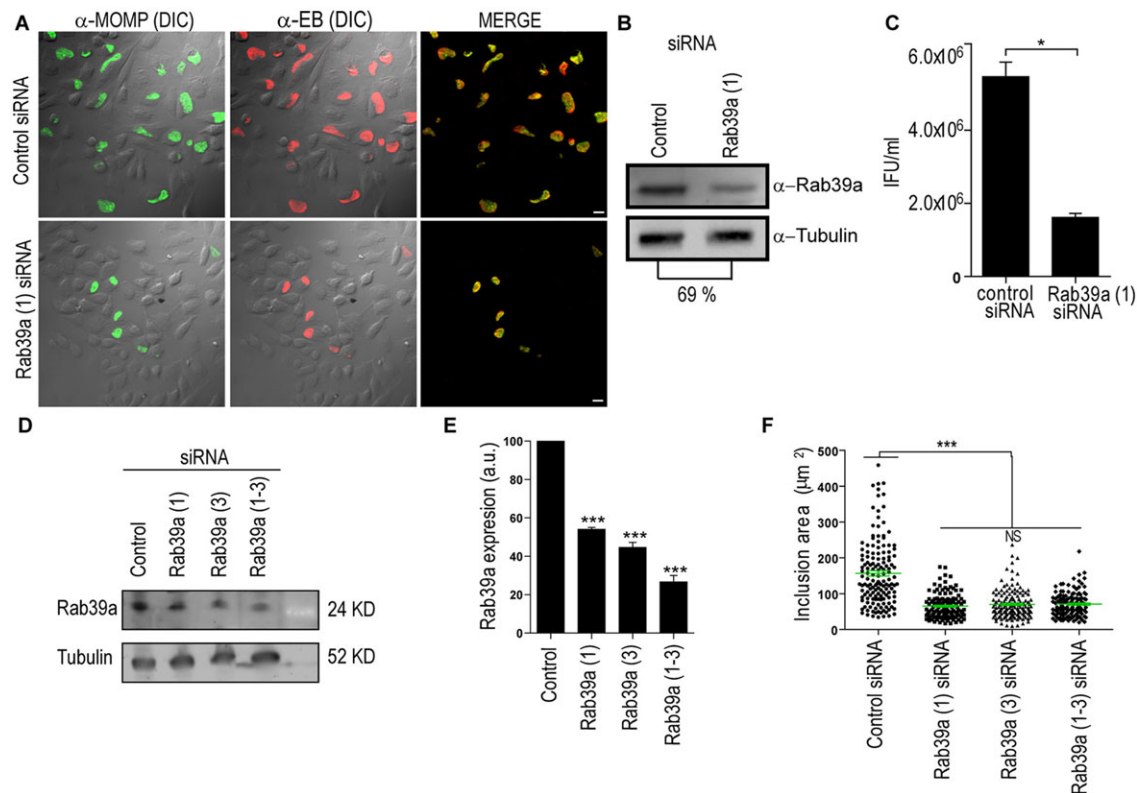 A
α-MOMP (DIC)
α-EB (DIC)
MERGE
Control siRNA
Rab39a (1) siRNA
B
siRNA
Control
Rab39a (1)
α-Rab39a
α-Tubulin
69 %
C
*
IFU/ml
6.0x10⁶
4.0x10⁶
2.0x10⁶
0
control siRNA
Rab39a (1) siRNA
D
siRNA
Control
Rab39a (1)
Rab39a (3)
Rab39a (1-3)
Rab39a
24 KD
Tubulin
52 KD
E
Rab39a expresion (a.u.)
100
80
60
40
20
0
***
***
***
Control
Rab39a (1)
Rab39a (3)
Rab39a (1-3)
F
***
NS
Inclusion area (μm²)
500
400
300
200
100
0
Control siRNA
Rab39a (1) siRNA
Rab39a (3) siRNA
Rab39a (1-3) siRNA